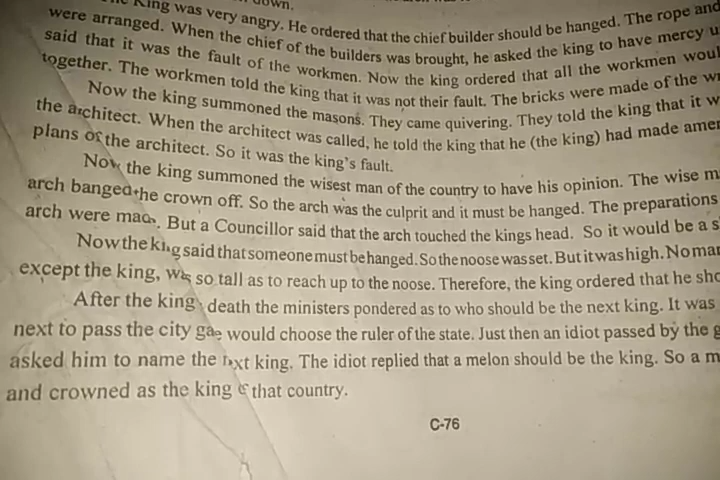 down.
King was very angry. He ordered that the chief builder should be hanged. The rope and
were arranged. When the chief of the builders was brought, he asked the king to have mercy u
said that it was the fault of the workmen. Now the king ordered that all the workmen woul
together. The workmen told the king that it was not their fault. The bricks were made of the w
Now the king summoned the masons. They came quivering. They told the king that it w
the architect. When the architect was called, he told the king that he (the king) had made amen
plans of the architect. So it was the king's fault.
Now, the king summoned the wisest man of the country to have his opinion. The wise m
arch banged the crown off. So the arch was the culprit and it must be hanged. The preparations
arch were mad. But a Councillor said that the arch touched the kings head. So it would be a s
Now the king said that someone must be hanged. So the noose was set. But it was high. No man
except the king, was so tall as to reach up to the noose. Therefore, the king ordered that he sho
After the king death the ministers pondered as to who should be the next king. It was
next to pass the city gae would choose the ruler of the state. Just then an idiot passed by the g
asked him to name the next king. The idiot replied that a melon should be the king. So a m
and crowned as the king of that country.
C-76